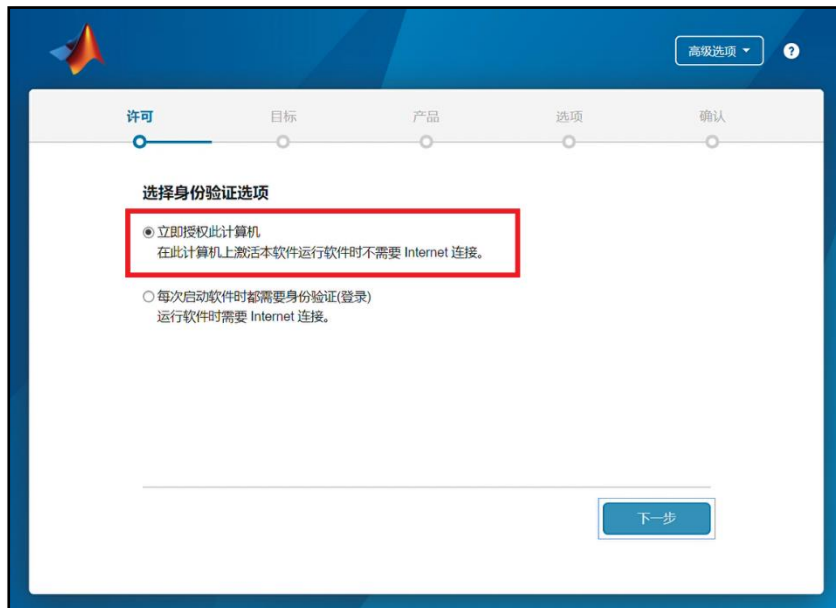 高级选项
?
许可 目标 产品 选项 确认
选择身份验证选项
立即授权此计算机
在此计算机上激活本软件运行软件时不需要 Internet 连接。
每次启动软件时都需要身份验证(登录)
运行软件时需要 Internet 连接。
下一步